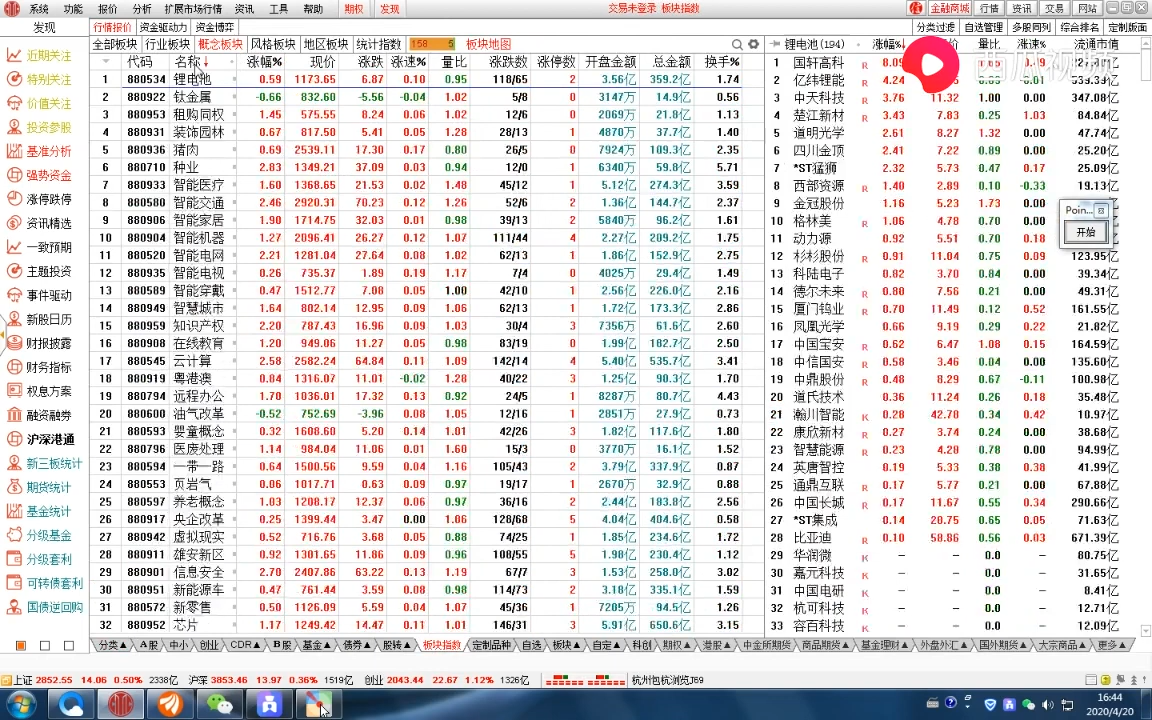 系统 功能 报价 分析 扩展市场行情 资讯 工具 帮助 期权 发现 交易未登录 板块指数 金融商城 行情 资讯 交易 网站
发现 行情报价 资金驱动力 资金博弈 分类过滤 自选管理 多股同列 综合排名 定制版面
全部板块 行业板块 概念板块 风格板块 地区板块 统计指数 158 5 板块地图 锂电池(194) 涨幅%↓ 价 量比 涨速% 流通市值
代码 名称 涨幅% 现价 涨跌 涨速% 量比 涨跌数 涨停数 开盘金额 总金额 换手%
1 880534 锂电池 0.59 1173.65 6.87 0.10 0.95 118/65 2 3.56亿 359.2亿 1.74
2 880922 钛金属 -0.66 832.60 -5.56 -0.04 1.02 5/8 0 3147万 14.9亿 0.56
3 880953 租购同权 1.45 575.55 8.24 0.06 1.02 12/6 0 2069万 21.8亿 1.13
4 880931 装饰园林 0.67 817.50 5.41 0.05 1.28 28/13 1 4870万 37.7亿 1.40
5 880936 猪肉 0.69 2539.11 17.30 0.17 0.80 26/5 0 7924万 109.3亿 2.35
6 880710 种业 2.83 1349.21 37.09 0.03 0.94 12/0 1 6340万 59.8亿 5.71
7 880933 智能医疗 1.60 1368.65 21.53 0.02 1.48 45/12 1 5.12亿 274.3亿 3.59
8 880580 智能交通 2.46 2920.31 70.23 0.12 1.26 52/6 2 1.36亿 144.7亿 2.37
9 880906 智能家居 1.90 1714.75 32.03 0.01 0.98 39/13 2 5840万 96.2亿 1.61
10 880904 智能机器 1.27 2096.41 26.27 0.12 1.07 111/44 4 2.27亿 209.2亿 1.75
11 880520 智能电网 2.21 1281.04 27.64 0.08 1.02 62/13 1 1.86亿 152.9亿 2.75
12 880935 智能电视 0.26 735.37 1.89 0.19 1.17 7/4 0 4025万 29.4亿 1.49
13 880589 智能穿戴 0.47 1512.77 7.08 0.05 1.00 42/10 1 2.56亿 226.0亿 2.16
14 880948 智慧城市 1.64 802.14 12.95 0.09 1.06 62/13 1 1.72亿 173.3亿 2.86
15 880959 知识产权 2.20 787.43 16.96 0.09 1.03 30/4 3 7356万 61.6亿 2.60
16 880908 在线教育 1.20 949.06 11.27 0.05 0.98 83/19 0 1.99亿 182.7亿 2.50
17 880545 云计算 2.58 2582.24 64.84 0.11 1.09 142/14 4 5.40亿 535.7亿 3.41
18 880919 粤港澳 0.84 1316.07 11.01 -0.02 1.28 40/22 3 1.25亿 90.3亿 1.70
19 880794 远程办公 1.70 1036.01 17.32 0.13 0.92 24/5 1 8287万 80.7亿 4.43
20 880600 油气改革 -0.52 752.69 -3.96 0.08 1.05 12/16 1 2851万 27.9亿 0.73
21 880593 婴童概念 0.32 1608.60 5.20 0.14 1.01 42/26 3 1.82亿 117.6亿 1.80
22 880796 医废处理 1.14 984.04 11.06 0.01 1.60 15/3 0 3770万 16.1亿 1.52
23 880594 一带一路 0.64 1500.56 9.59 0.04 1.16 105/43 2 3.79亿 337.9亿 0.87
24 880553 页岩气 0.06 1017.71 0.63 0.09 0.97 19/17 1 2670万 32.9亿 0.88
25 880597 养老概念 1.03 1208.17 12.37 0.06 0.97 36/16 2 2.44亿 183.8亿 2.56
26 880917 央企改革 0.25 1399.44 3.47 0.00 1.06 128/68 5 4.04亿 404.6亿 0.58
27 880942 虚拟现实 0.52 716.76 3.68 0.05 0.88 74/25 1 1.85亿 234.6亿 1.72
28 880911 雄安新区 0.92 1301.65 11.86 0.09 0.96 108/55 5 1.98亿 230.4亿 1.12
29 880901 信息安全 2.70 2407.86 63.22 0.13 1.19 67/7 3 1.53亿 258.0亿 3.02
30 880951 新能源车 0.47 761.44 3.59 0.08 0.98 114/73 2 3.18亿 335.1亿 1.59
31 880572 新零售 0.50 1126.09 5.59 0.04 1.07 45/36 1 7205万 94.5亿 1.26
32 880952 芯片 1.17 1249.42 14.47 0.11 1.01 146/31 3 5.91亿 650.6亿 3.15
1 国轩高科 R
2 亿纬锂能 R 4.24 539.39亿
3 中天科技 R 3.76 11.32 1.00 0.00 347.08亿
4 楚江新材 R 3.43 7.83 0.25 1.03 84.84亿
5 道明光学 2.61 8.27 1.32 0.00 47.74亿
6 四川金顶 2.41 7.22 0.89 0.00 25.20亿
7 *ST猛狮 2.32 5.73 0.47 0.17 25.09亿
8 西部资源 R 1.40 2.89 0.10 -0.33 19.13亿
9 金冠股份 1.16 5.23 1.73 0.00
10 格林美 R 1.06 4.78 0.70 0.00
11 动力源 0.92 5.51 0.70 0.18
12 杉杉股份 R 0.91 11.04 0.75 0.09 123.95亿
13 科陆电子 0.82 3.70 0.84 0.00 39.34亿
14 德尔未来 R 0.80 7.56 0.21 0.00 49.31亿
15 厦门钨业 R 0.70 11.49 0.12 0.52 161.55亿
16 凤凰光学 0.66 9.19 0.29 0.22 21.82亿
17 中国宝安 R 0.62 6.47 1.08 0.15 164.59亿
18 中信国安 R 0.58 3.46 0.04 0.00 135.60亿
19 中鼎股份 R 0.48 8.29 0.67 -0.11 100.98亿
20 道氏技术 R 0.36 11.24 0.26 0.18 35.48亿
21 瀚川智能 K 0.28 42.70 0.34 0.42 10.97亿
22 康欣新材 R 0.27 3.74 0.24 0.00 38.68亿
23 智慧能源 R 0.23 4.28 0.78 0.00 94.99亿
24 英唐智控 0.19 5.33 0.38 0.38 41.99亿
25 通鼎互联 R 0.17 5.77 0.21 0.00 67.88亿
26 中国长城 R 0.17 11.67 0.55 0.34 290.66亿
27 *ST集成 0.14 20.75 0.65 0.05 71.63亿
28 比亚迪 R 0.10 58.86 0.56 0.03 671.39亿
29 华润微 K — — 0.0 — 80.75亿
30 嘉元科技 K — — 0.0 — 31.65亿
31 中国电研 K — — 0.0 — 8.41亿
32 杭可科技 K — — 0.0 — 12.71亿
33 容百科技 K — — 0.0 — 12.09亿
近期关注
特别关注
价值关注
投资参股
基准分析
强势资金
涨停跌停
资讯精选
一致预期
主题投资
事件驱动
新股日历
财报披露
财务指标
权息方案
融资融券
沪深港通
新三板统计
期货统计
基金统计
分级基金
分级套利
可转债套利
国债逆回购
西瓜视频
Poin...
开始
分类▲ A股 中小 创业 CDR▲ B股 基金▲ 债券▲ 股转▲ 板块指数 定制品种 自选 板块▲ 自定▲ 科创 期权▲ 港股▲ 中金所期货 商品期货▲ 基金理财▲ 外盘外汇▲ 国外期货▲ 大宗商品▲ 更多▲
上证 2852.55 14.06 0.50% 2338亿 沪深 3853.46 13.97 0.36% 1519亿 创业 2043.44 22.67 1.12% 1326亿 杭州包杭浏览J69
16:44
2020/4/20